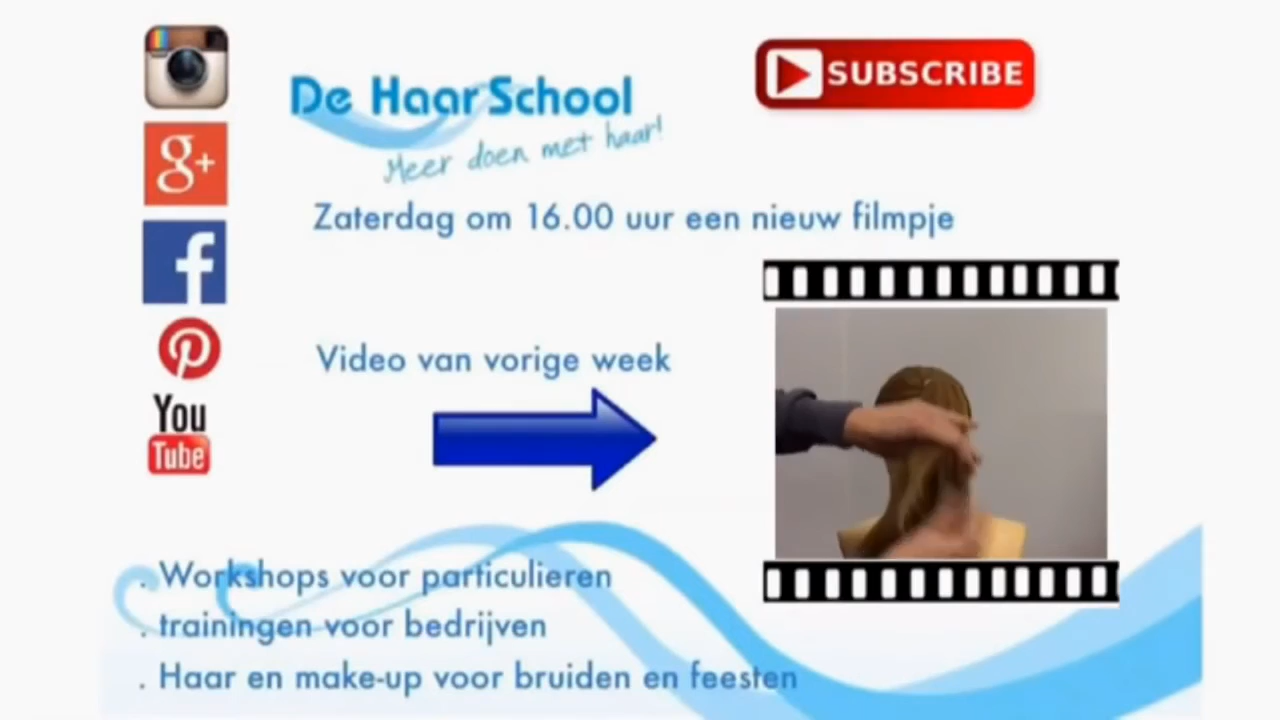 De Haar School
Meer doen met haar!
SUBSCRIBE
g+
Zaterdag om 16.00 uur een nieuw filmpje
f
Video van vorige week
You
Tube
. Workshops voor particulieren
. trainingen voor bedrijven
. Haar en make-up voor bruiden en feesten